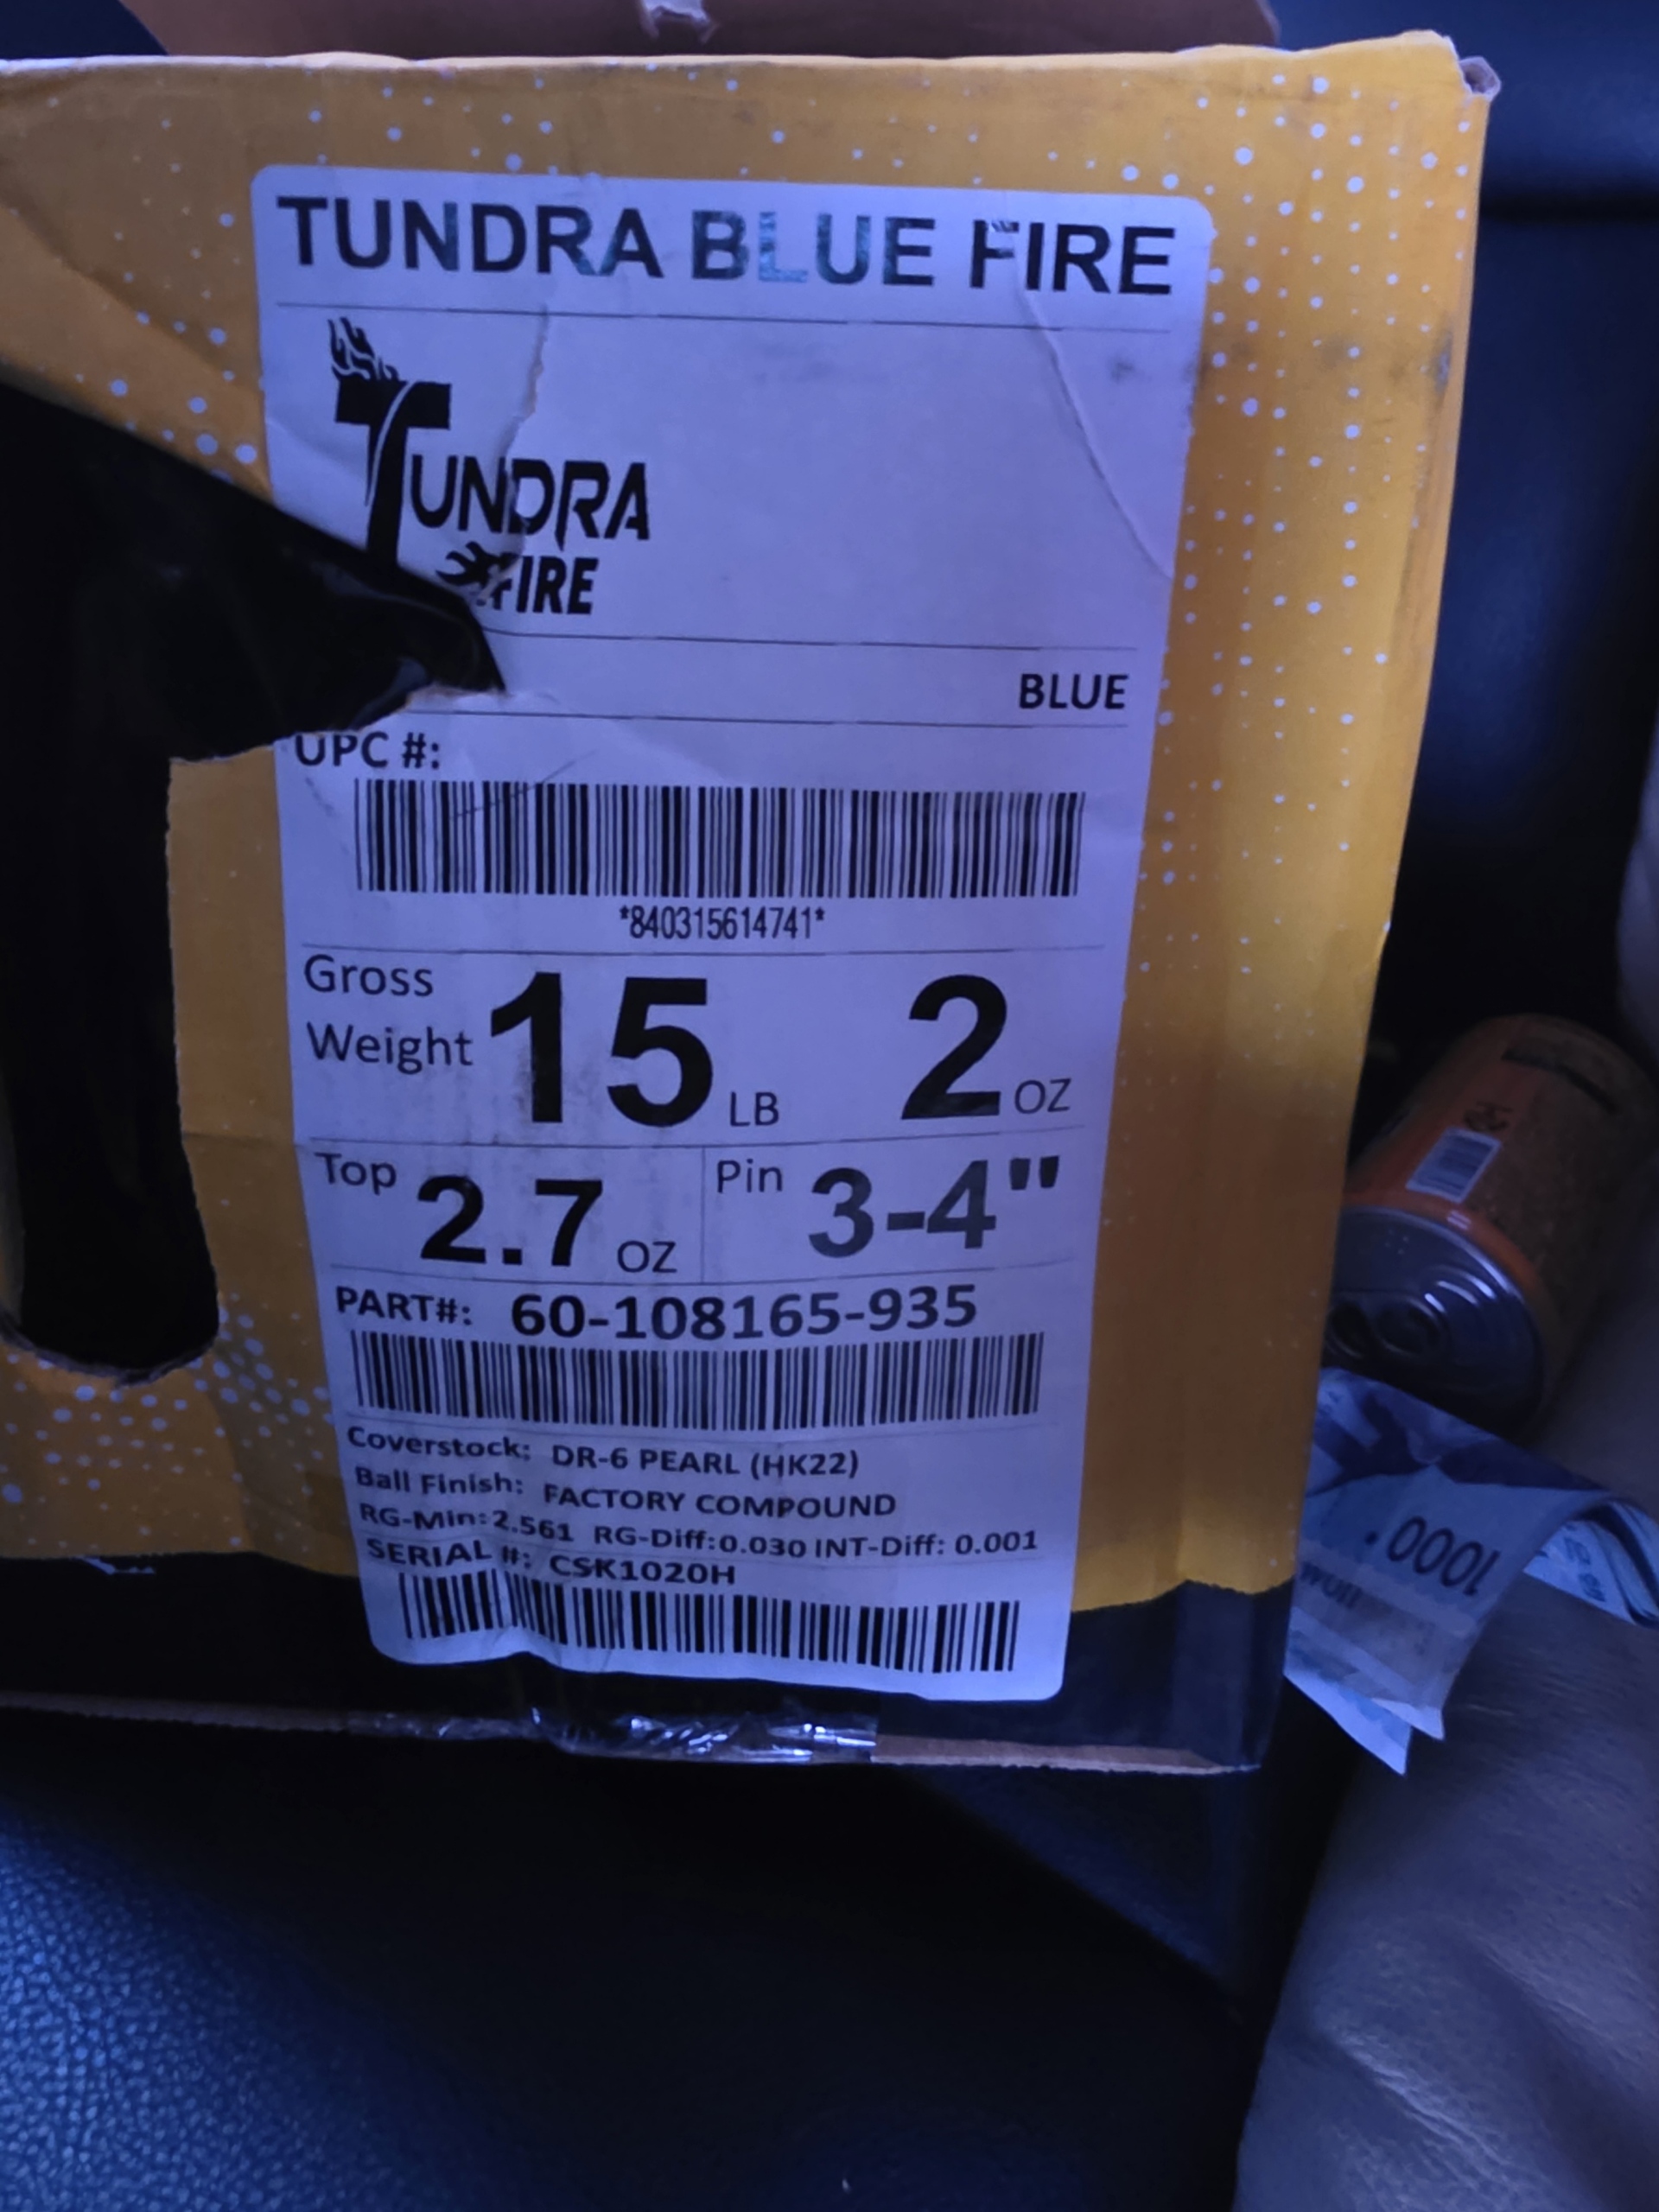 TUNDRA BLUE FIRE
TUNDRA
FIRE
BLUE
UPC #:
*840315614741*
Gross
Weight 15 LB 2 OZ
Top 2.7 OZ Pin 3-4"
PART#: 60-108165-935
Coverstock: DR-6 PEARL (HK22)
Ball Finish: FACTORY COMPOUND
RG-Min:2.561 RG-Diff:0.030 INT-Diff: 0.001
SERIAL #: CSK1020H
1000.
won